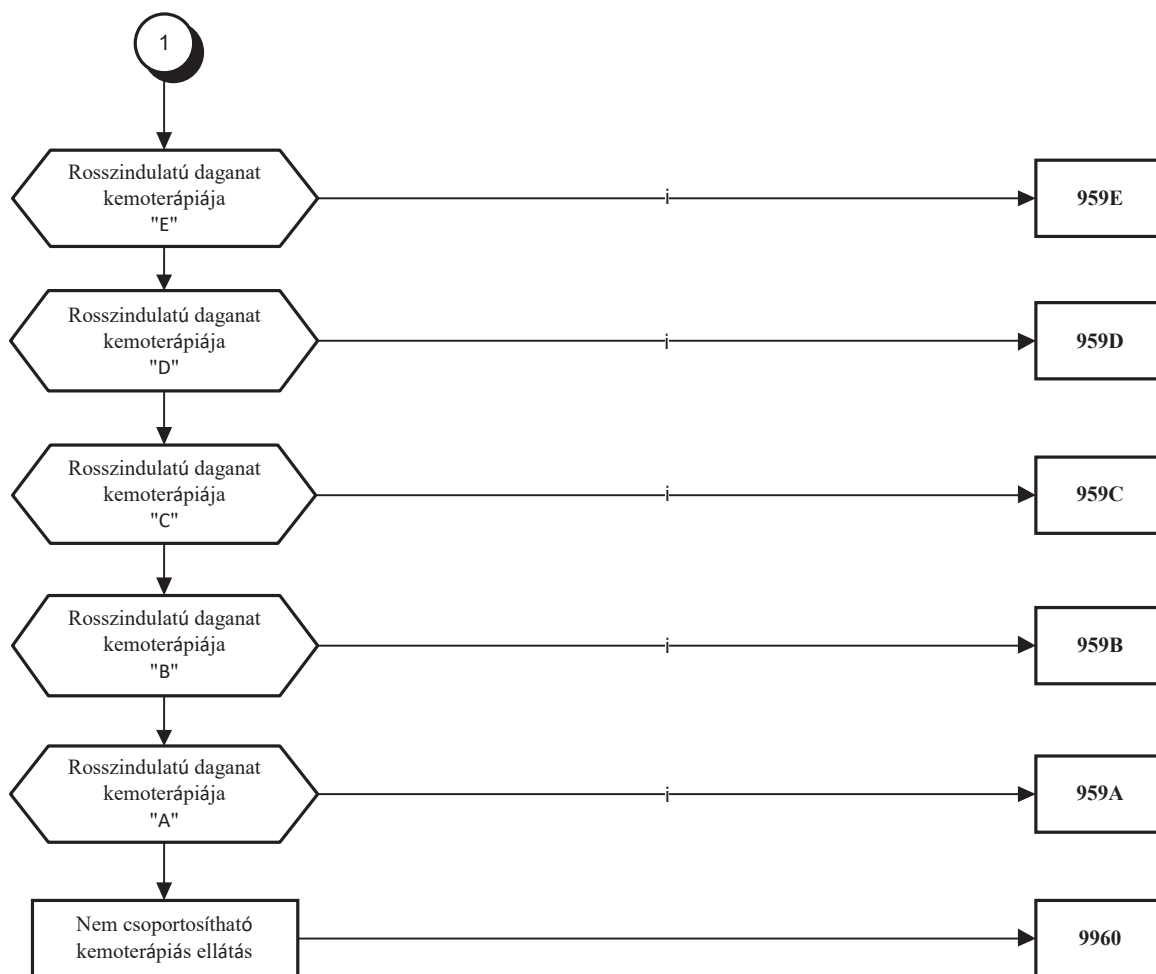 1
Rosszindulatú daganat
kemoterápiája
"E"
i
959E
Rosszindulatú daganat
kemoterápiája
"D"
i
959D
Rosszindulatú daganat
kemoterápiája
"C"
i
959C
Rosszindulatú daganat
kemoterápiája
"B"
i
959B
Rosszindulatú daganat
kemoterápiája
"A"
i
959A
Nem csoportosítható
kemoterápiás ellátás
9960